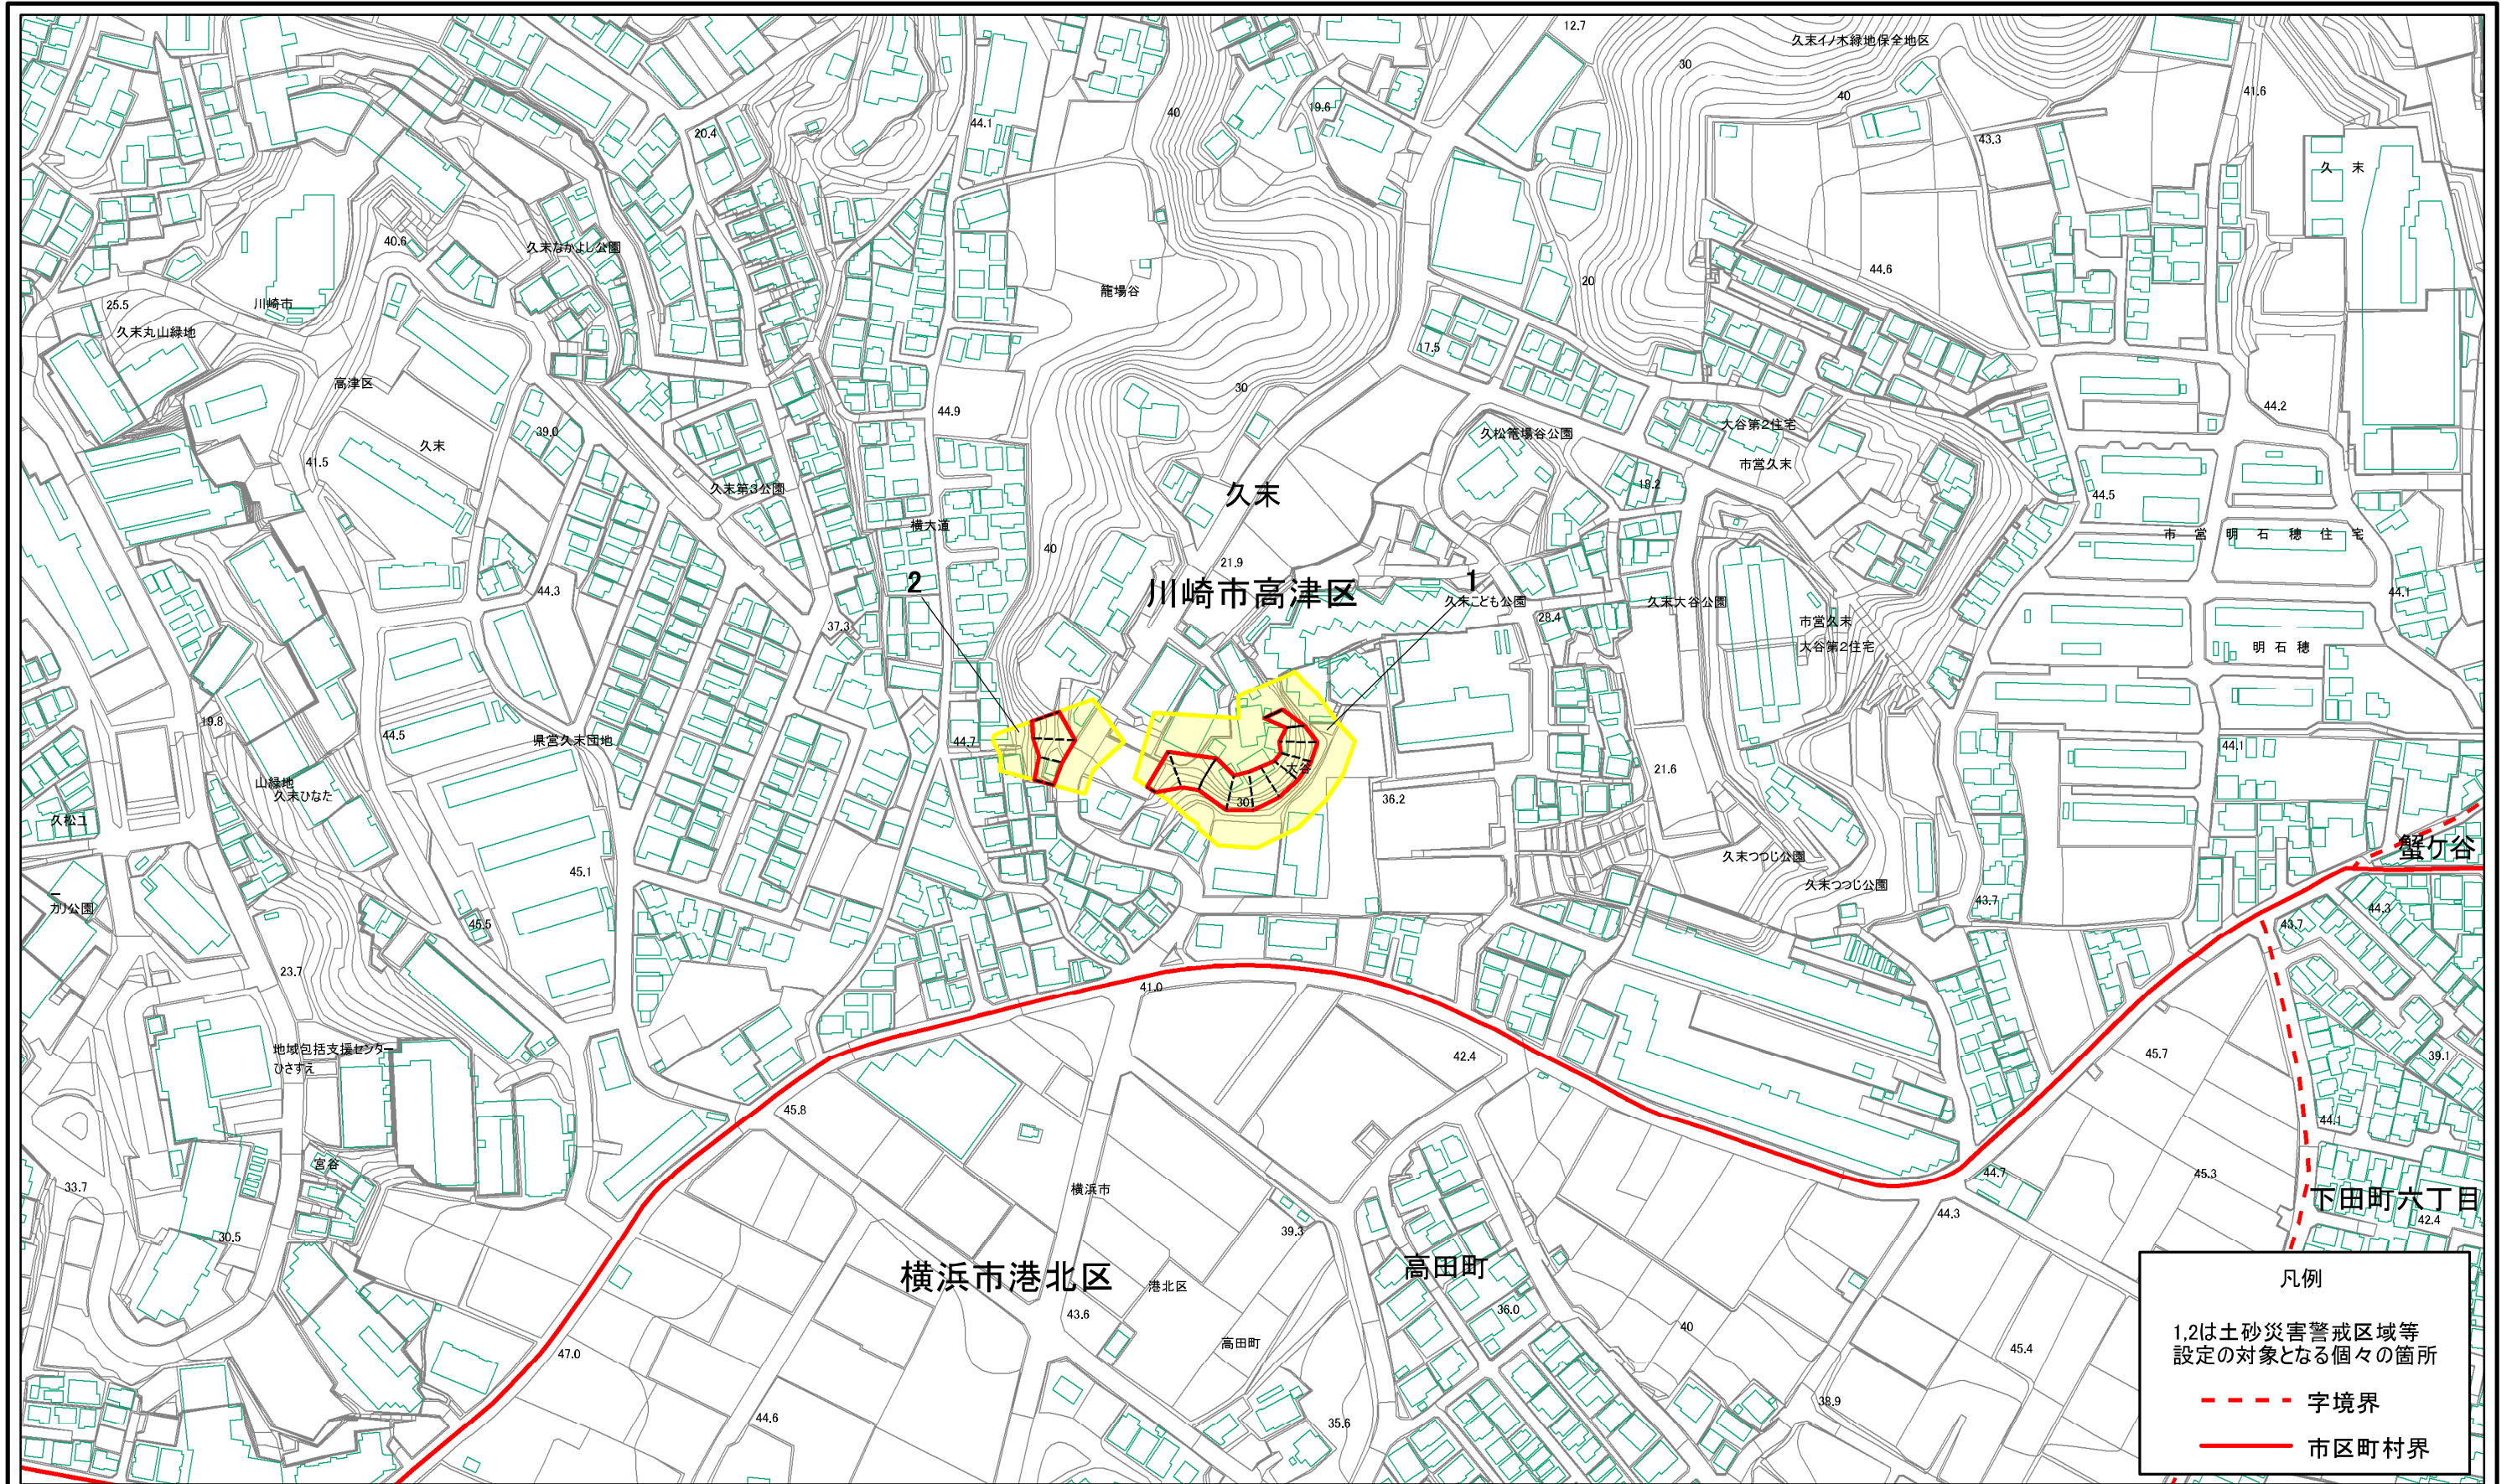 12.7
久末イノ木緑地保全地区
30
40
41.6
40
19.6
44.1
20.4
43.3
久 末
40.6
久末なかよし公園
44.6
20
籠場谷
川崎市
25.5
久末丸山緑地
17.5
高津区
30
44.9
44.2
39.0
久末
久松篭場谷公園
大谷第2住宅
41.5
市営久末
久末第3公園
18.2
久末
44.5
横大道
市 営 明 石 穂 住 宅
40
21.9
2
川崎市高津区
1
44.3
久末こども公園
久末大谷公園
44.1
28.4
37.3
市営久末
大谷第2住宅
明 石 穂
19.8
44.5
県営久末団地
44.7
44.1
大谷
21.6
山緑地
久末ひなた
36.2
30
久松ユ
蟹ケ谷
久末つつじ公園
45.1
久末つつじ公園
43.7
44.3
ー
カリ公園
45.5
43.7
23.7
41.0
地域包括支援センター
ひさすえ
42.4
45.7
39.1
45.8
44.1
宮谷
33.7
横浜市
44.7
45.3
下田町六丁目
42.4
44.3
30.5
39.3
横浜市港北区
高田町
港北区
43.6
36.0
40
高田町
47.0
45.4
38.9
44.6
35.6
凡例
1,2は土砂災害警戒区域等
設定の対象となる個々の箇所
字境界
市区町村界